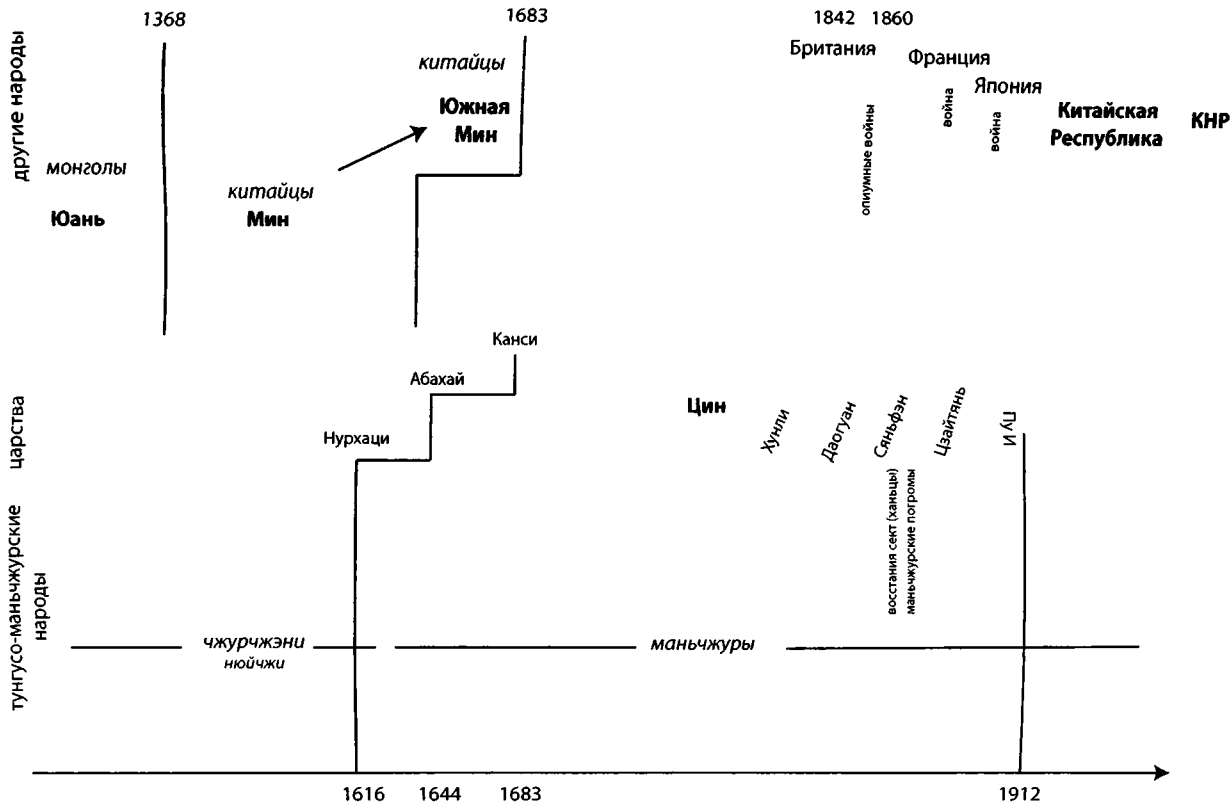 1368
1683
1842
1860
другие народы
китайцы
Южная
Мин
Британия
Франция
Япония
опиумные войны
война
война
Китайская
Республика
КНР
монголы
Юань
китайцы
Мин
царства
Канси
Абахай
Нурхаци
Цин
Хунли
Даогуан
Сяньфэн
Цзайтянь
Пу И
восстания сект (ханьцы)
маньчжурские погромы
тунгусо-маньчжурские
народы
чжурчжэни
нюйчжи
маньчжуры
1616
1644
1683
1912